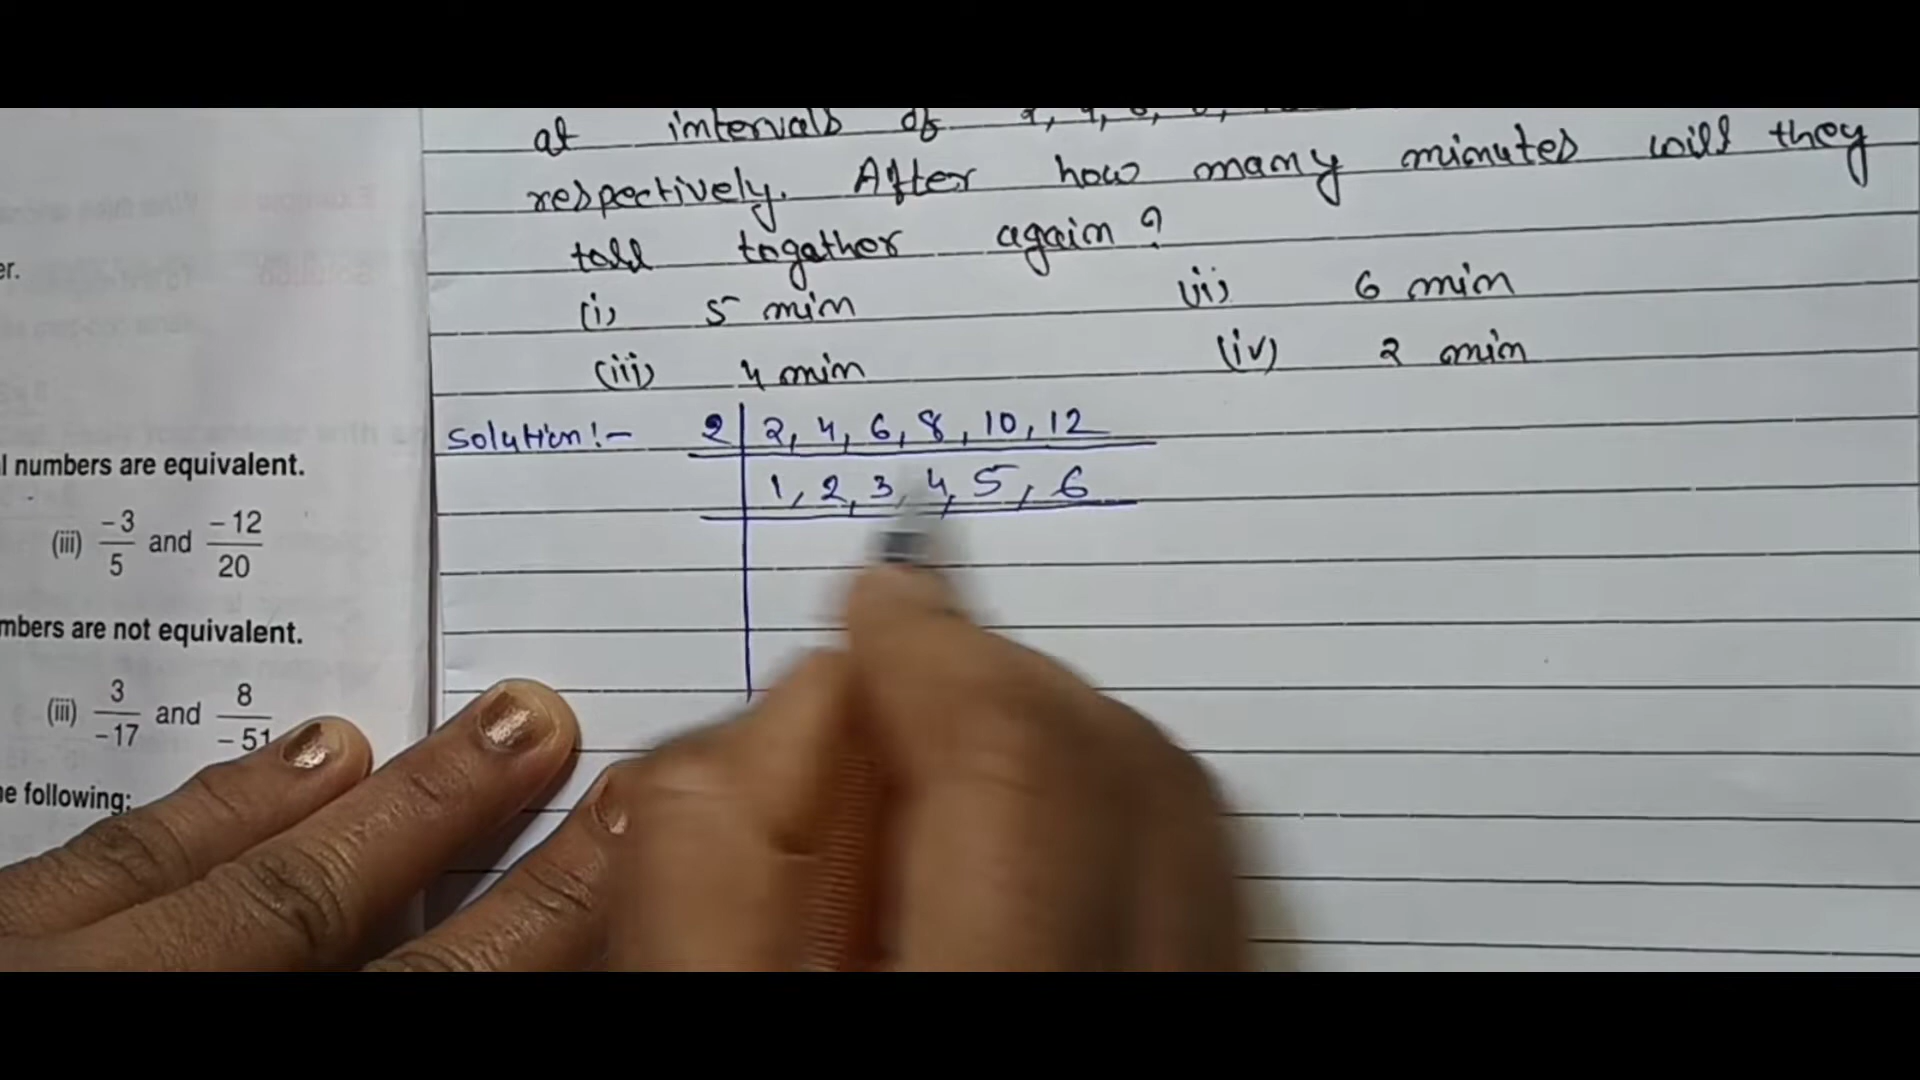 at intervals of
respectively. After how many minutes will they
toll togather again?
(i) 5 min (ii) 6 min
(iii) 4 min (iv) 2 min
Solution:- 2 | 2, 4, 6, 8, 10, 12
1, 2, 3, 4, 5, 6
er.
l numbers are equivalent.
(iii) -3/5 and -12/20
mbers are not equivalent.
(iii) 3/-17 and 8/-51
e following: